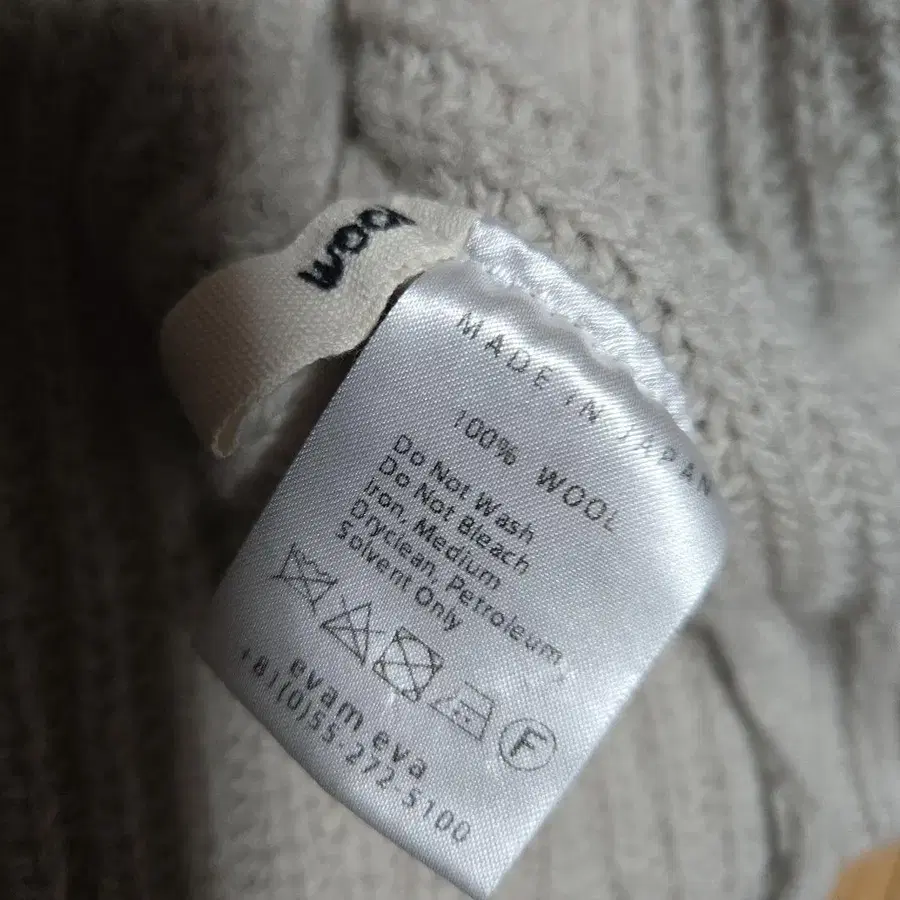 wool
MADE IN JAPAN
100% WOOL
Do Not Wash
Do Not Bleach
Iron, Medium
Dryclean, Petroleum,
Solvent Only
F
evam eva
+81(0)55-272-5100